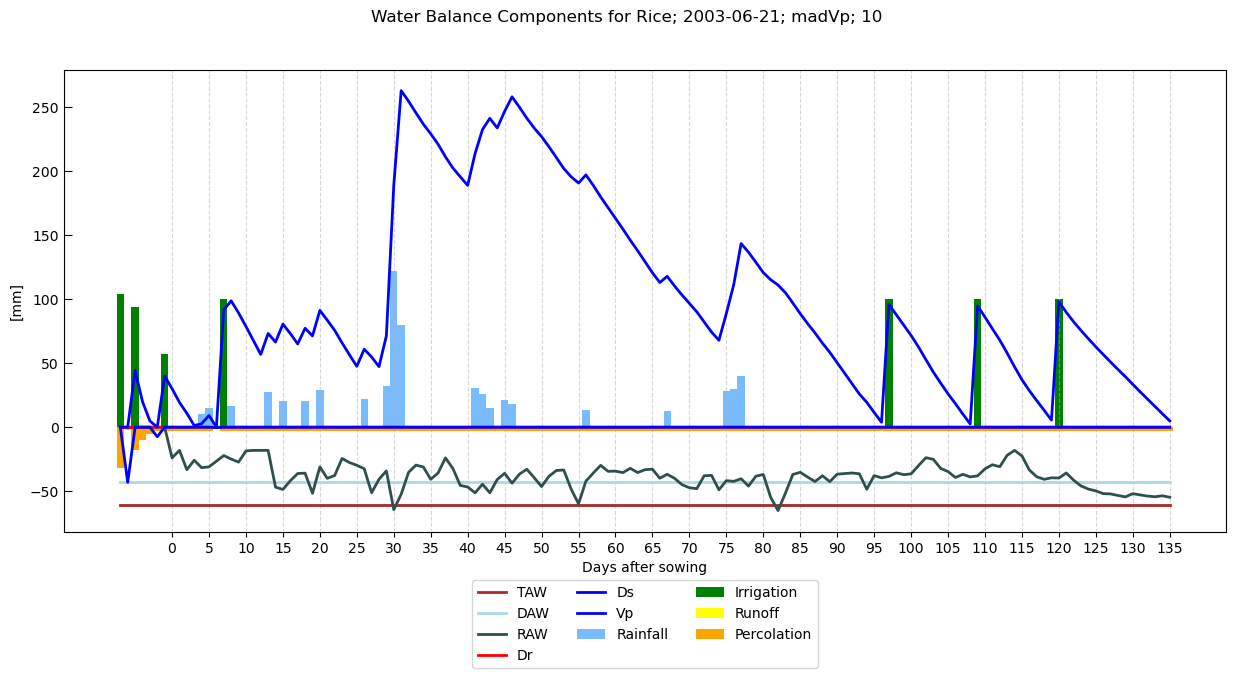 Water Balance Components for Rice; 2003-06-21; madVp; 10
[mm]
250
200
150
100
50
0
−50
0 5 10 15 20 25 30 35 40 45 50 55 60 65 70 75 80 85 90 95 100 105 110 115 120 125 130 135
Days after sowing
TAW Ds Irrigation
DAW Vp Runoff
RAW Rainfall Percolation
Dr